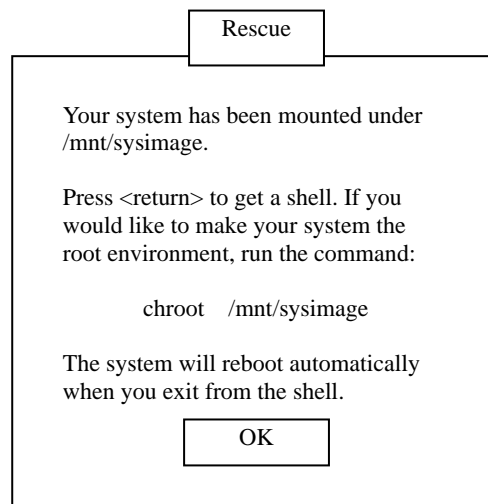 Rescue
Your system has been mounted under
/mnt/sysimage.
Press <return> to get a shell. If you
would like to make your system the
root environment, run the command:
chroot /mnt/sysimage
The system will reboot automatically
when you exit from the shell.
OK